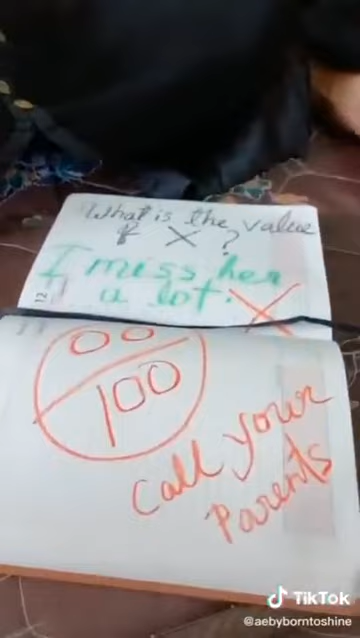 What is the value
of X ?
I miss her
a lot.
12
00
100
Call your
Parents
TikTok
@aebyborntoshine